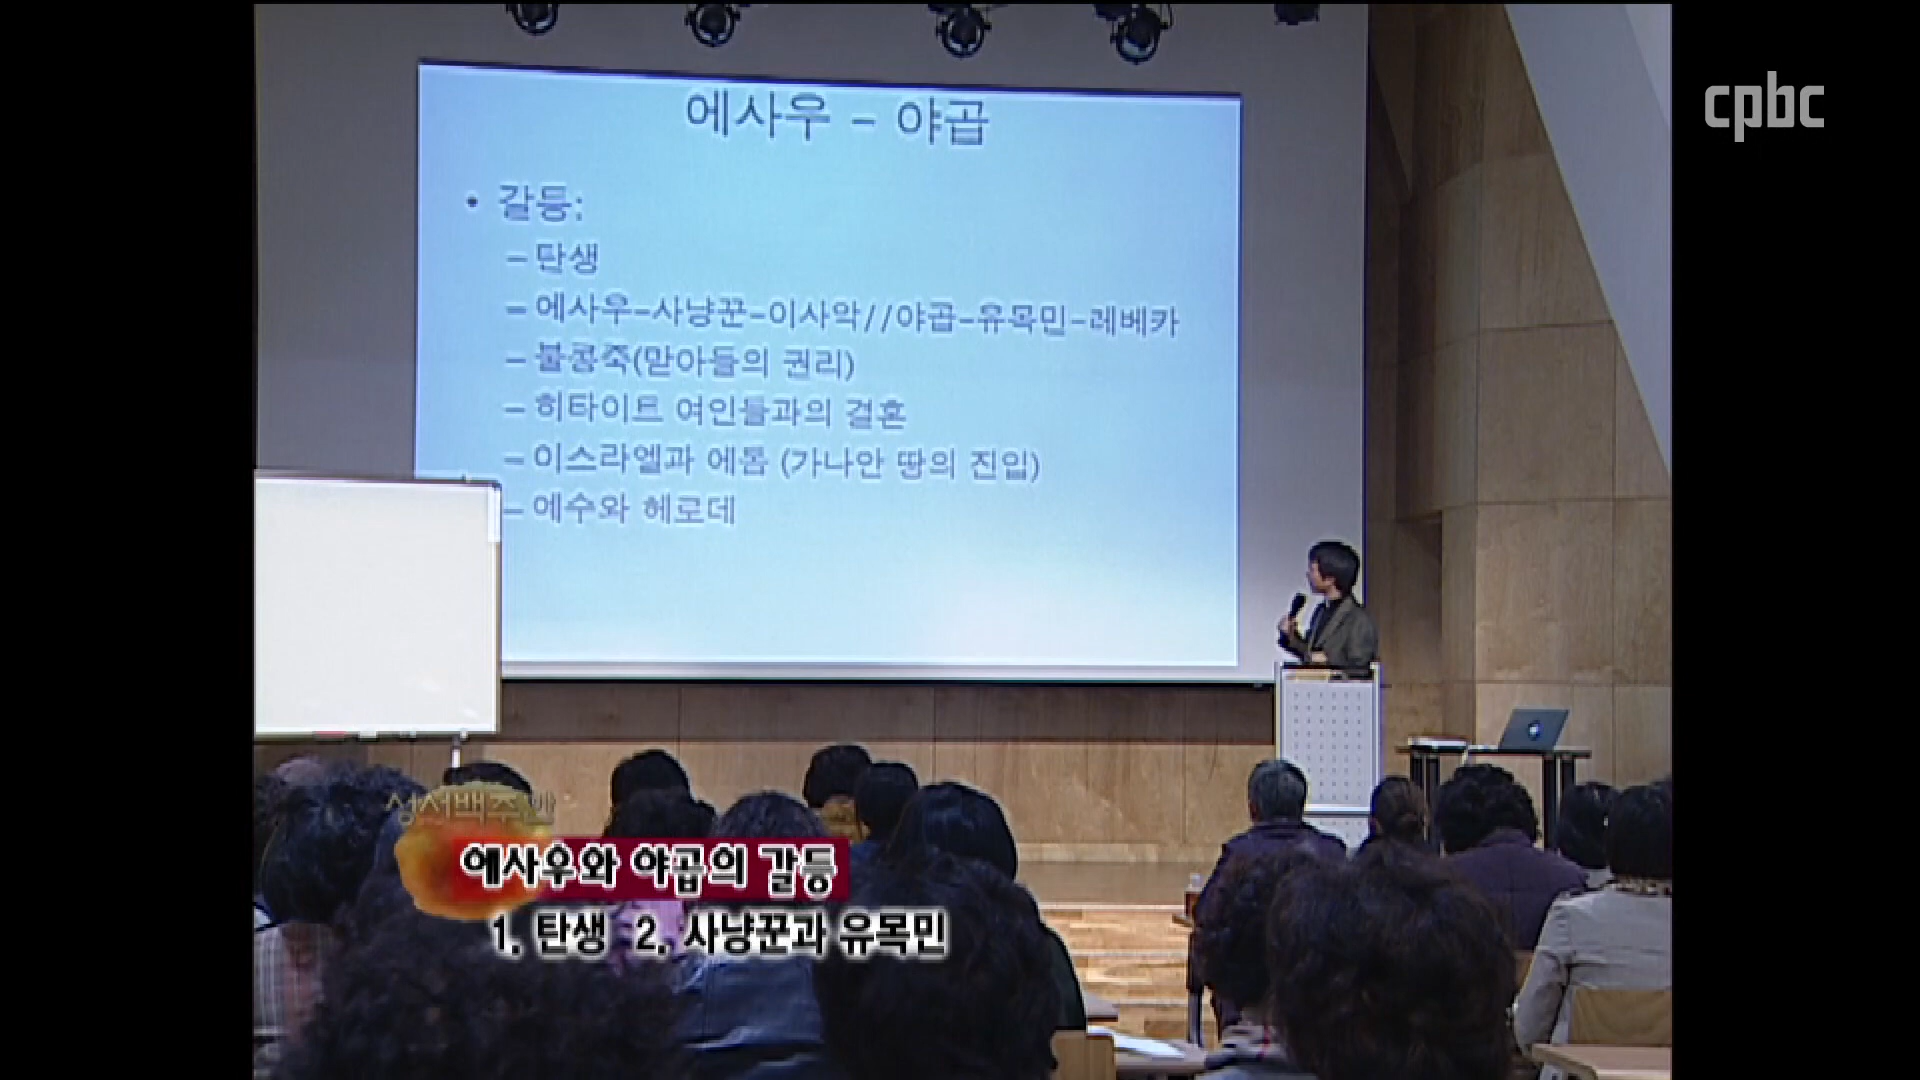 cpbc
에사우 – 야곱
• 갈등:
– 탄생
– 에사우–사냥꾼–이사악//야곱–유목민–레베카
– 불콩죽(맏아들의 권리)
– 히타이트 여인들과의 결혼
– 이스라엘과 에돔 (가나안 땅의 진입)
– 예수와 헤로데
성서백주간
에사우와 야곱의 갈등
1. 탄생 2. 사냥꾼과 유목민